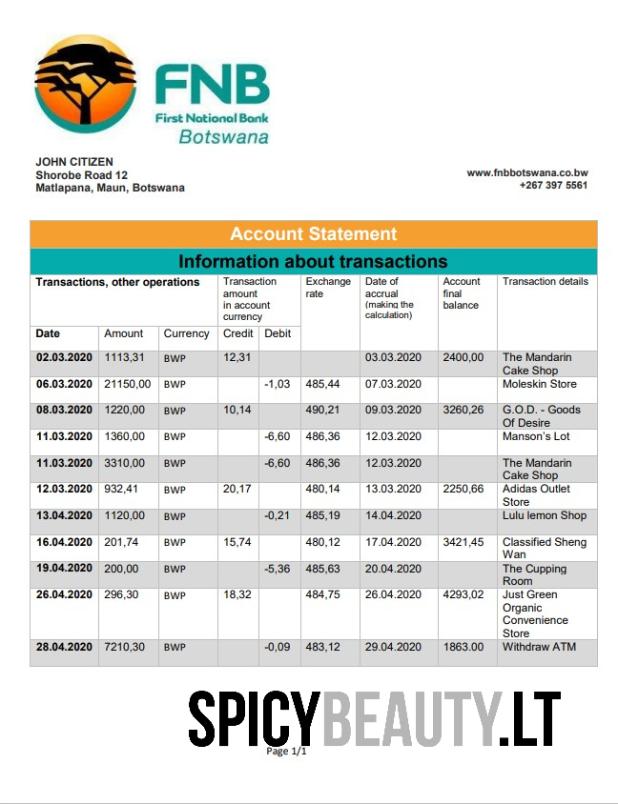 FNB
First National Bank
Botswana
JOHN CITIZEN
Shorobe Road 12
Matlapana, Maun, Botswana
www.fnbbotswana.co.bw
+267 397 5561
Account Statement
Information about transactions
Transactions, other operations Transaction amount in account currency Exchange rate Date of accrual (making the calculation) Account final balance Transaction details
Date Amount Currency Credit Debit
02.03.2020 1113,31 BWP 12,31 03.03.2020 2400,00 The Mandarin Cake Shop
06.03.2020 21150,00 BWP -1,03 485,44 07.03.2020 Moleskin Store
08.03.2020 1220,00 BWP 10,14 490,21 09.03.2020 3260,26 G.O.D. - Goods Of Desire
11.03.2020 1360,00 BWP -6,60 486,36 12.03.2020 Manson's Lot
11.03.2020 3310,00 BWP -6,60 486,36 12.03.2020 The Mandarin Cake Shop
12.03.2020 932,41 BWP 20,17 480,14 13.03.2020 2250,66 Adidas Outlet Store
13.04.2020 1120,00 BWP -0,21 485,19 14.04.2020 Lulu lemon Shop
16.04.2020 201,74 BWP 15,74 480,12 17.04.2020 3421,45 Classified Sheng Wan
19.04.2020 200,00 BWP -5,36 485,63 20.04.2020 The Cupping Room
26.04.2020 296,30 BWP 18,32 484,75 26.04.2020 4293,02 Just Green Organic Convenience Store
28.04.2020 7210,30 BWP -0,09 483,12 29.04.2020 1863.00 Withdraw ATM
SPICYBEAUTY.LT
Page 1/1